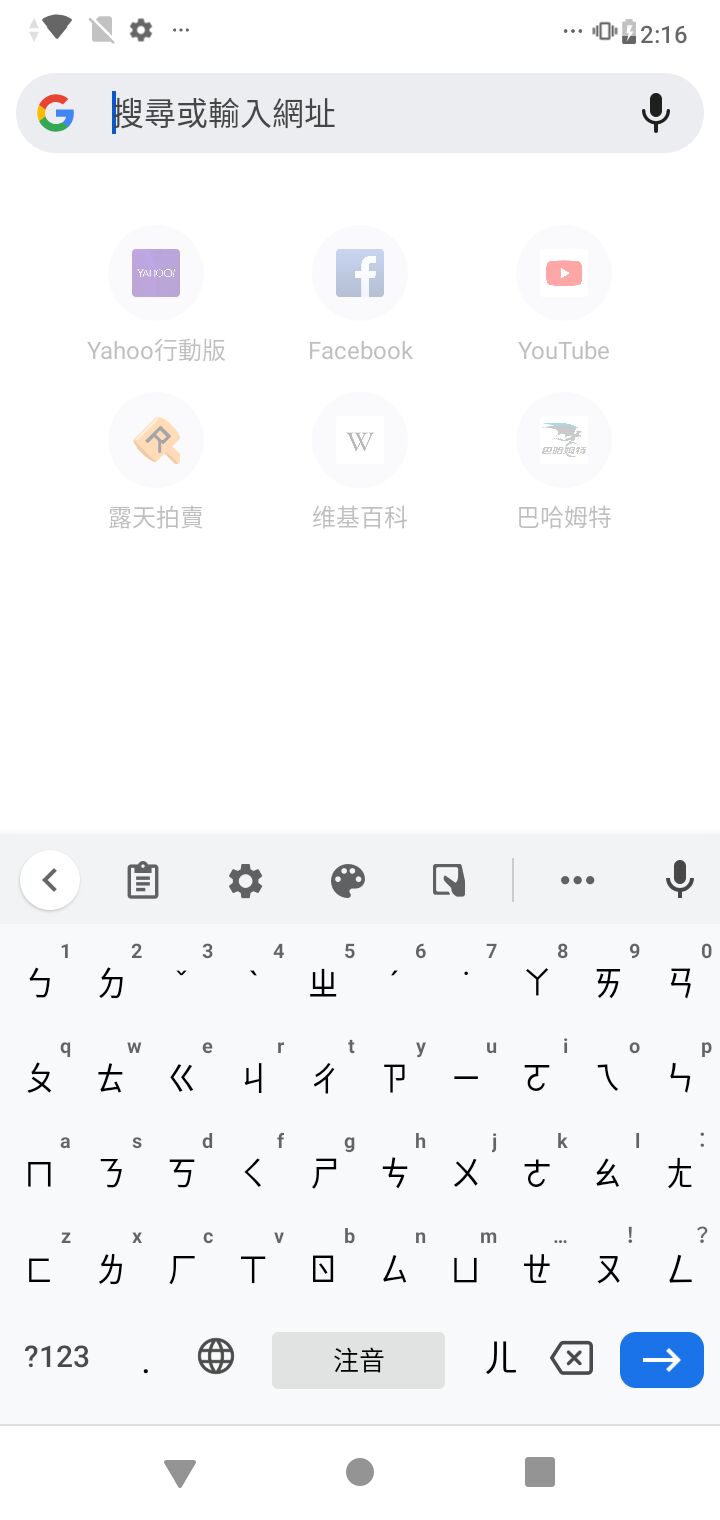 2:16
搜尋或輸入網址
YAHOO!
Yahoo行動版 Facebook YouTube
W
巴哈姆特
露天拍賣 维基百科 巴哈姆特
1 2 3 4 5 6 7 8 9 0
ㄅ ㄉ ˇ ˋ ㄓ ˊ ˙ ㄚ ㄞ ㄢ
q w e r t y u i o p
ㄆ ㄊ ㄍ ㄐ ㄔ ㄗ ㄧ ㄛ ㄟ ㄣ
a s d f g h j k l :
ㄇ ㄋ ㄎ ㄑ ㄕ ㄘ ㄨ ㄜ ㄠ ㄤ
z x c v b n m … ! ?
ㄈ ㄌ ㄏ ㄒ ㄖ ㄙ ㄩ ㄝ ㄡ ㄥ
?123 . 注音 ㄦ